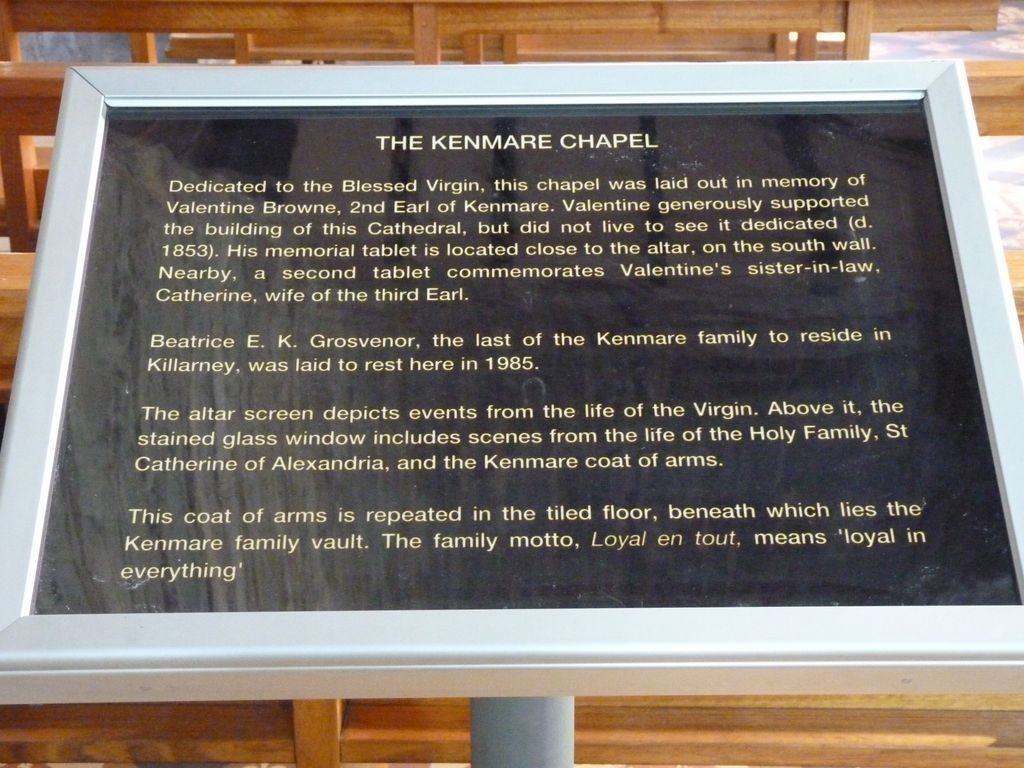 THE KENMARE CHAPEL
Dedicated to the Blessed Virgin, this chapel was laid out in memory of
Valentine Browne, 2nd Earl of Kenmare. Valentine generously supported
the building of this Cathedral, but did not live to see it dedicated (d.
1853). His memorial tablet is located close to the altar, on the south wall.
Nearby, a second tablet commemorates Valentine's sister-in-law,
Catherine, wife of the third Earl.
Beatrice E. K. Grosvenor, the last of the Kenmare family to reside in
Killarney, was laid to rest here in 1985.
The altar screen depicts events from the life of the Virgin. Above it, the
stained glass window includes scenes from the life of the Holy Family, St
Catherine of Alexandria, and the Kenmare coat of arms.
This coat of arms is repeated in the tiled floor, beneath which lies the
Kenmare family vault. The family motto, Loyal en tout, means 'loyal in
everything'